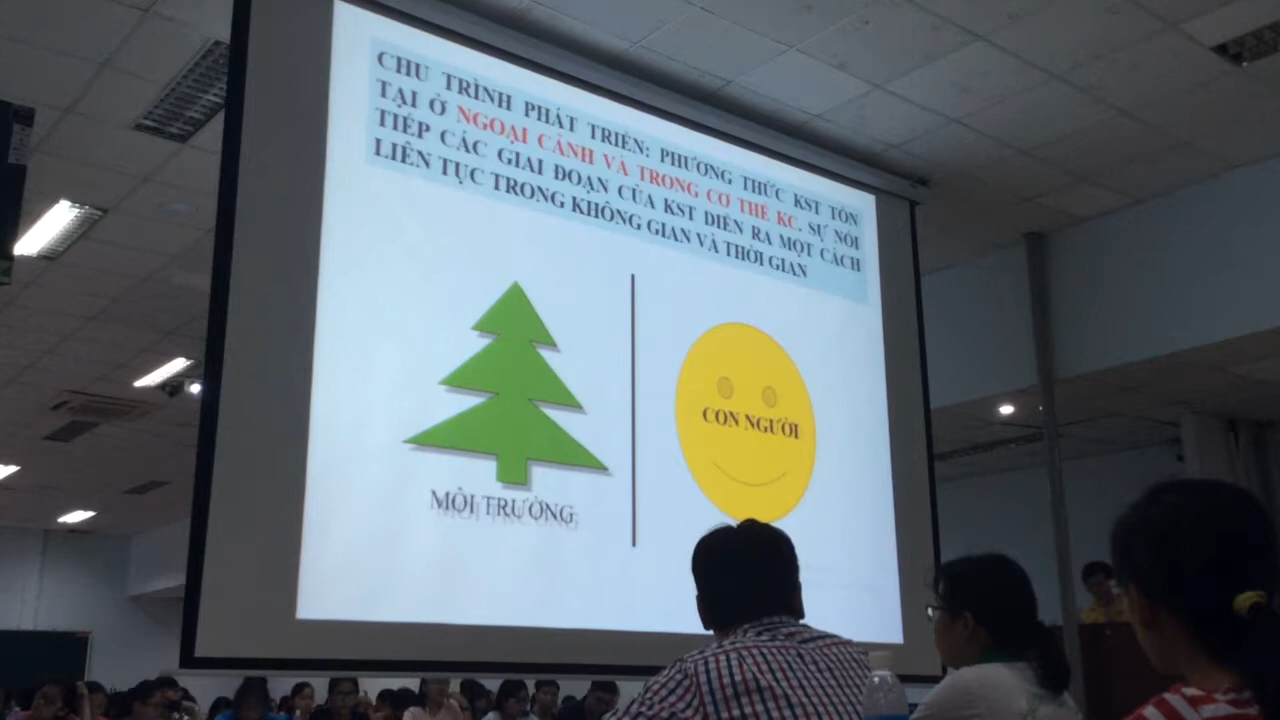 CHU TRÌNH PHÁT TRIỂN: PHƯƠNG THỨC KST TỒN
TẠI Ở NGOẠI CẢNH VÀ TRONG CƠ THỂ KC. SỰ NỐI
TIẾP CÁC GIAI ĐOẠN CỦA KST DIỄN RA MỘT CÁCH
LIÊN TỤC TRONG KHÔNG GIAN VÀ THỜI GIAN
CON NGƯỜI
MÔI TRƯỜNG